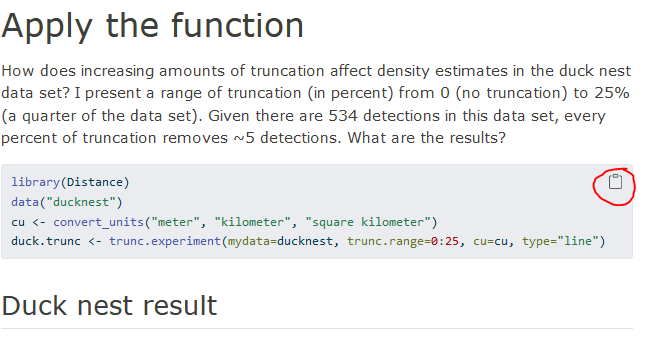 Apply the function
How does increasing amounts of truncation affect density estimates in the duck nest
data set? I present a range of truncation (in percent) from 0 (no truncation) to 25%
(a quarter of the data set). Given there are 534 detections in this data set, every
percent of truncation removes ~5 detections. What are the results?
library(Distance)
data("ducknest")
cu <- convert_units("meter", "kilometer", "square kilometer")
duck.trunc <- trunc.experiment(mydata=ducknest, trunc.range=0:25, cu=cu, type="line")
Duck nest result